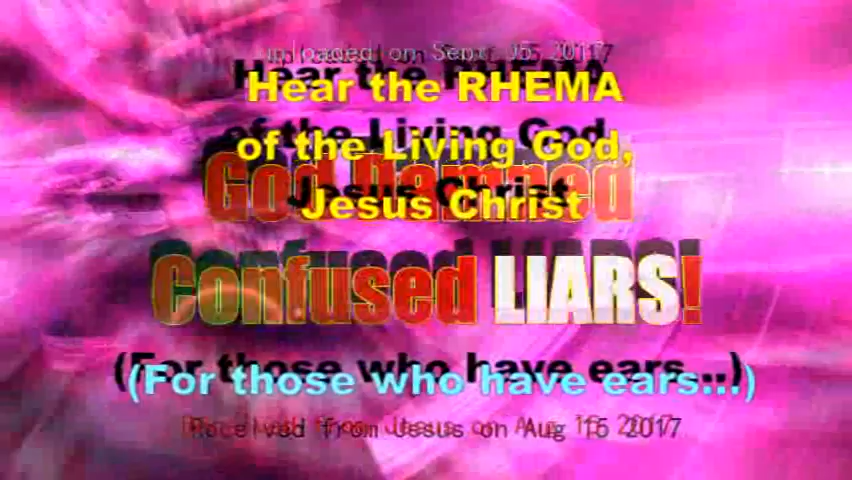 uploaded on Sept. 05 2017
Hear the RHEMA
of the Living God,
God Damned
Jesus Christ
Confused LIARS!
(For those who have ears...)
Received from Jesus on Aug 15 2017